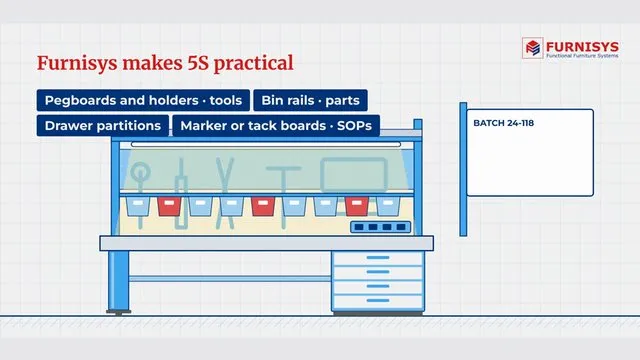 Furnisys makes 5S practical
FURNISYS
Functional Furniture Systems
Pegboards and holders · tools
Bin rails · parts
Drawer partitions
Marker or tack boards · SOPs
BATCH 24-118